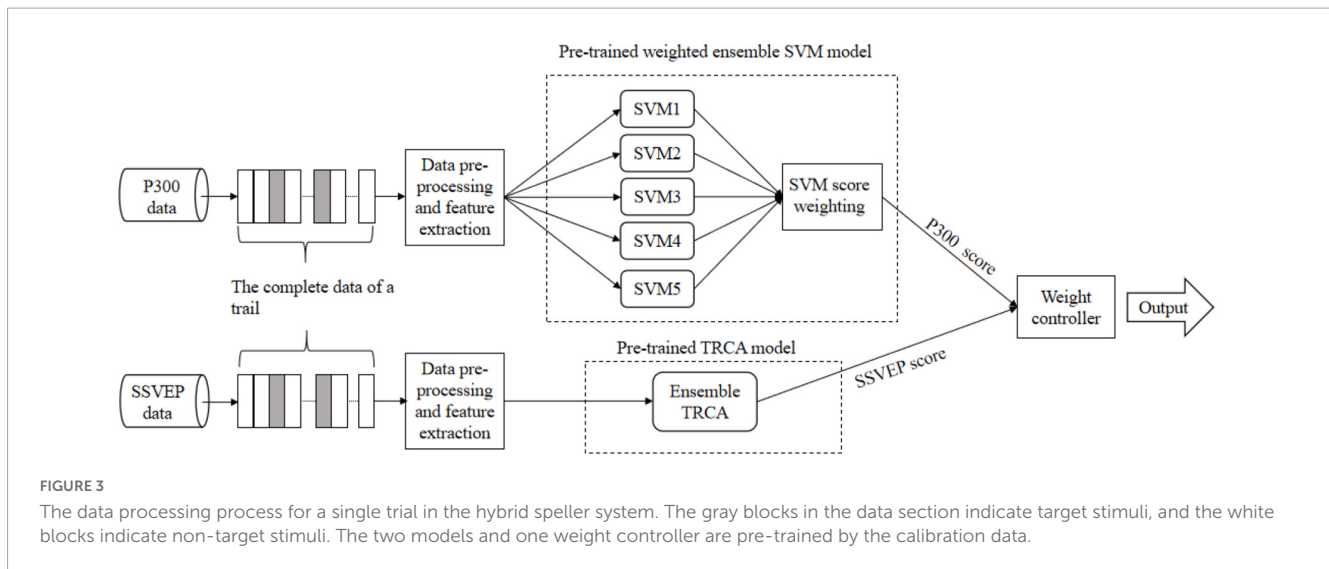 Pre-trained weighted ensemble SVM model
P300
data
Data pre-
processing
and feature
extraction
SVM1
SVM2
SVM3
SVM4
SVM5
SVM score
weighting
P300 score
The complete data of a
trail
Weight
controller
Output
Pre-trained TRCA model
SSVEP
data
Data pre-
processing
and feature
extraction
Ensemble
TRCA
SSVEP score
FIGURE 3
The data processing process for a single trial in the hybrid speller system. The gray blocks in the data section indicate target stimuli, and the white
blocks indicate non-target stimuli. The two models and one weight controller are pre-trained by the calibration data.